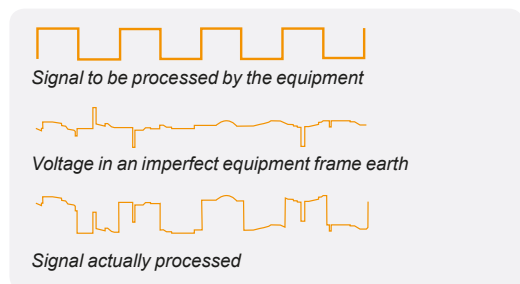 Signal to be processed by the equipment
Voltage in an imperfect equipment frame earth
Signal actually processed